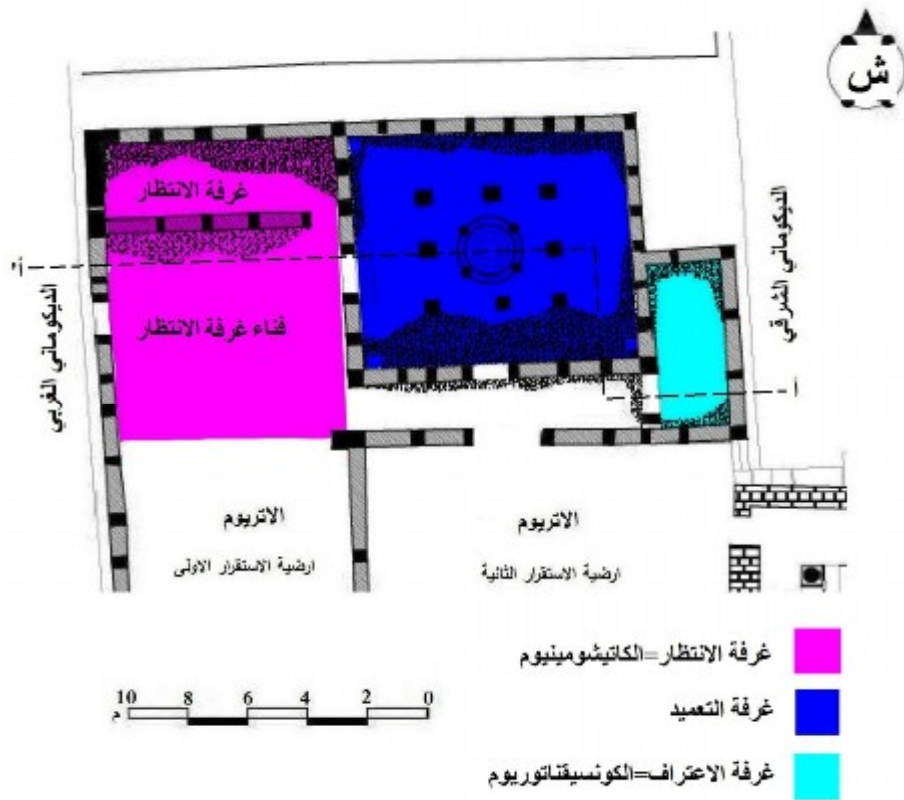 ش
غرفة الانتظار
فناء غرفة الانتظار
الديكوماني الغربي
الديكوماني الشرقي
أ
أ
الاتريوم
ارضية الاستقرار الاولى
الاتريوم
ارضية الاستقرار الثانية
غرفة الانتظار=الكاتيشومينيوم
غرفة التعميد
غرفة الاعتراف=الكونسيقناتوريوم
10 8 6 4 2 0
م